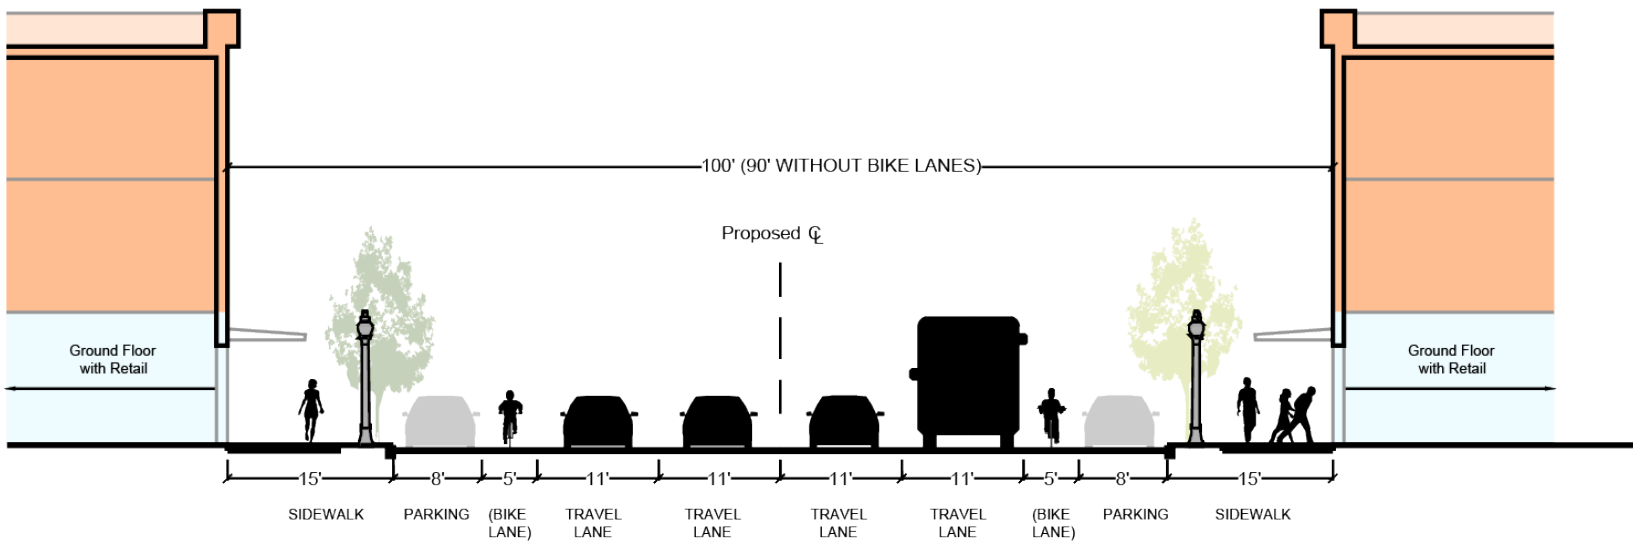 100' (90' WITHOUT BIKE LANES)
Proposed ℄
Ground Floor
with Retail
Ground Floor
with Retail
15' 8' 5' 11' 11' 11' 11' 5' 8' 15'
SIDEWALK PARKING (BIKE LANE) TRAVEL LANE TRAVEL LANE TRAVEL LANE TRAVEL LANE (BIKE LANE) PARKING SIDEWALK